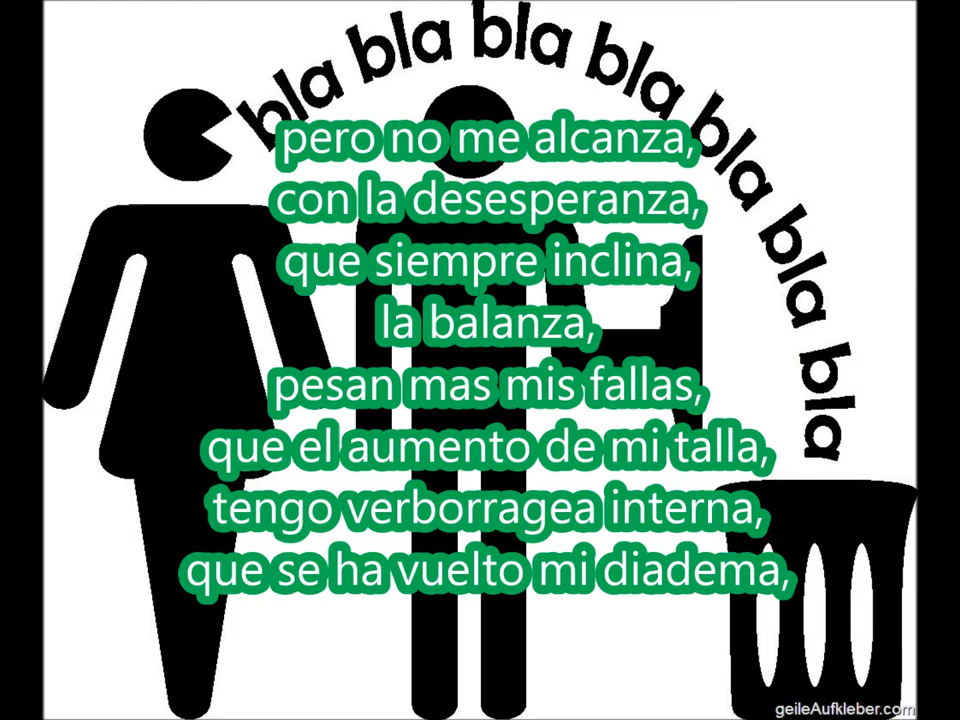 bla bla bla bla bla bla bla
pero no me alcanza,
con la desesperanza,
que siempre inclina,
la balanza,
pesan mas mis fallas,
que el aumento de mi talla,
tengo verborragea interna,
que se ha vuelto mi diadema,
geileAufkleber.com